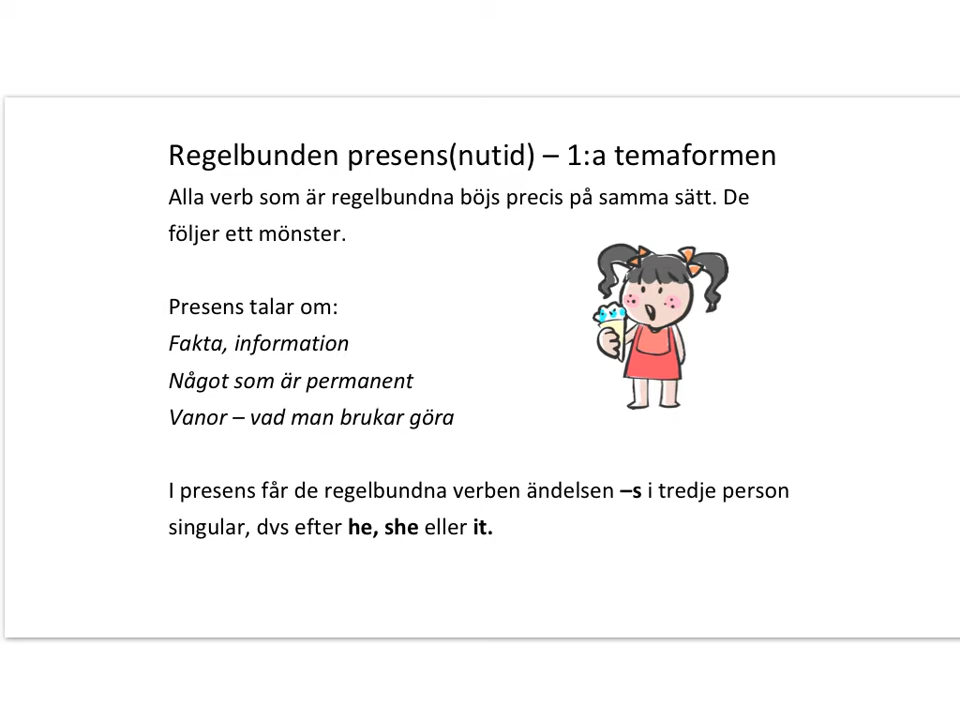 Regelbunden presens(nutid) – 1:a temaformen
Alla verb som är regelbundna böjs precis på samma sätt. De
följer ett mönster.
Presens talar om:
Fakta, information
Något som är permanent
Vanor – vad man brukar göra
I presens får de regelbundna verben ändelsen –s i tredje person
singular, dvs efter he, she eller it.